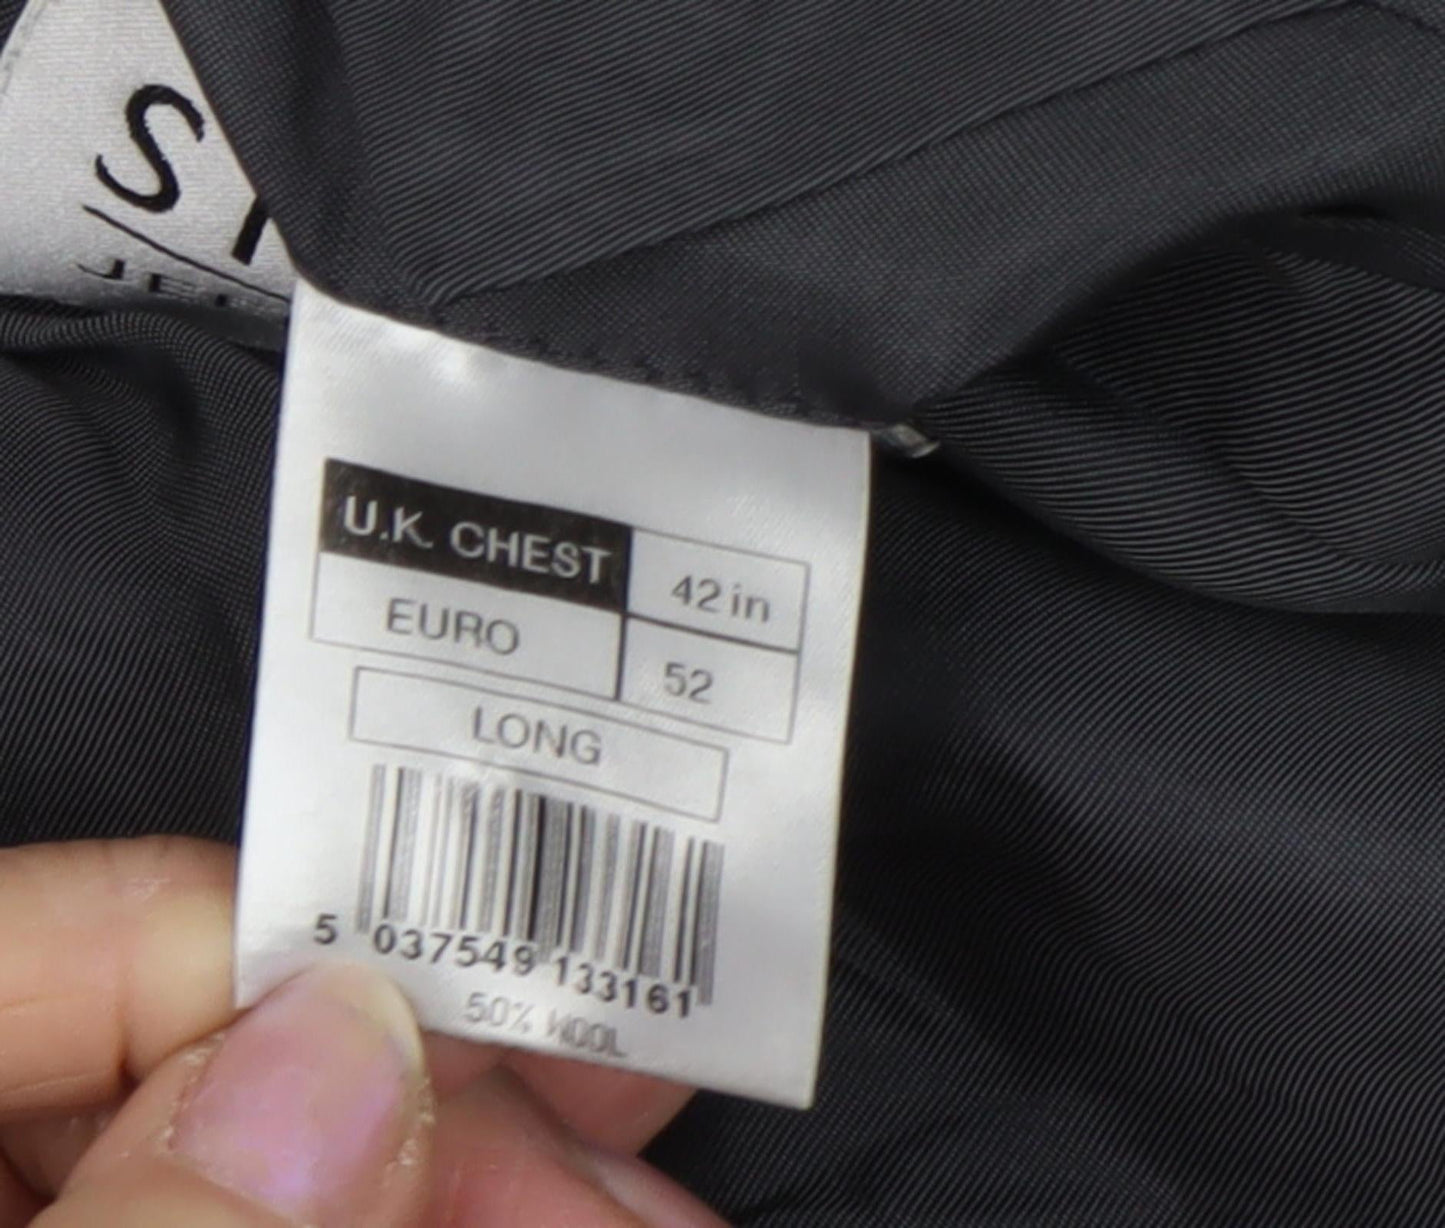 U.K. CHEST 42 in
EURO 52
LONG
5 037549 133161
50% WOOL